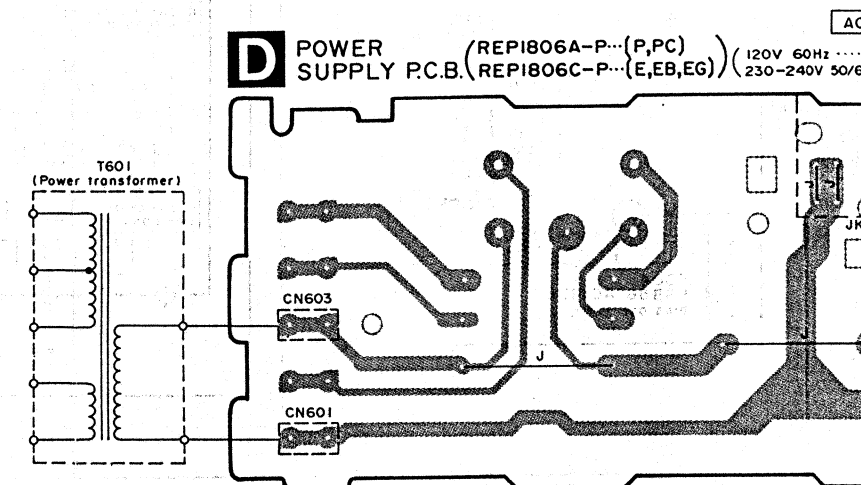 AC
D POWER SUPPLY P.C.B.
(REP1806A-P···(P,PC)
REP1806C-P···(E,EB,EG))
(120V 60Hz ····
230-240V 50/6
T601
(Power transformer)
JK
CN603
J
J
CN601